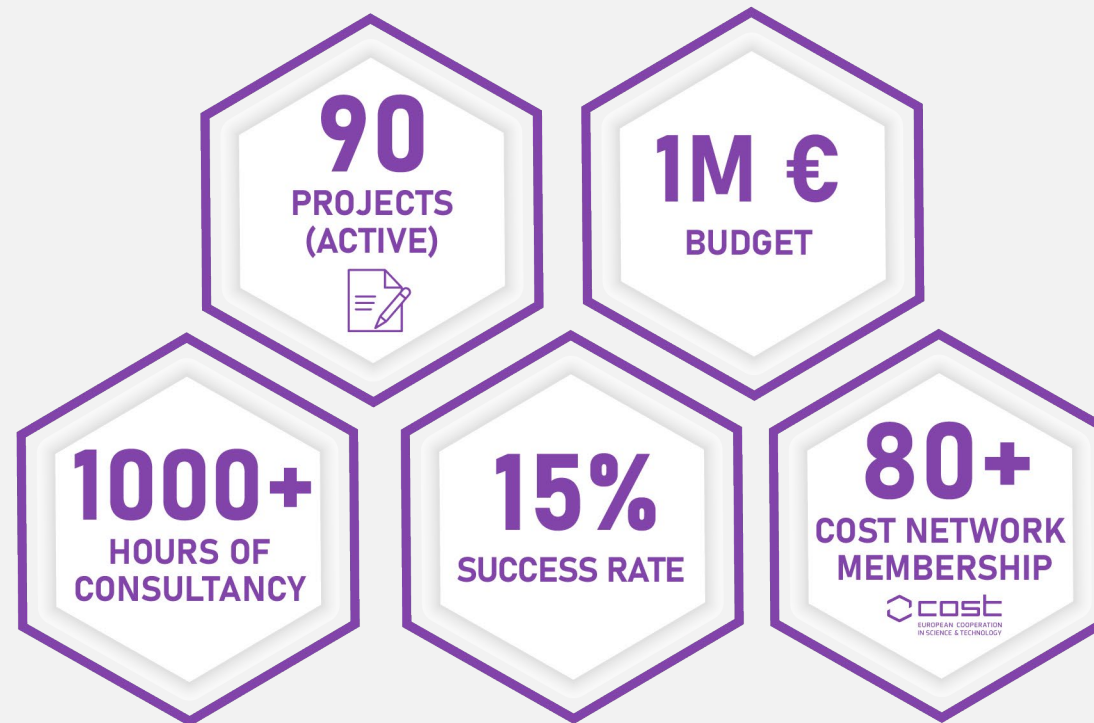 90
PROJECTS
(ACTIVE)
1M €
BUDGET
1000+
HOURS OF
CONSULTANCY
15%
SUCCESS RATE
80+
COST NETWORK
MEMBERSHIP
cost
EUROPEAN COOPERATION
IN SCIENCE & TECHNOLOGY